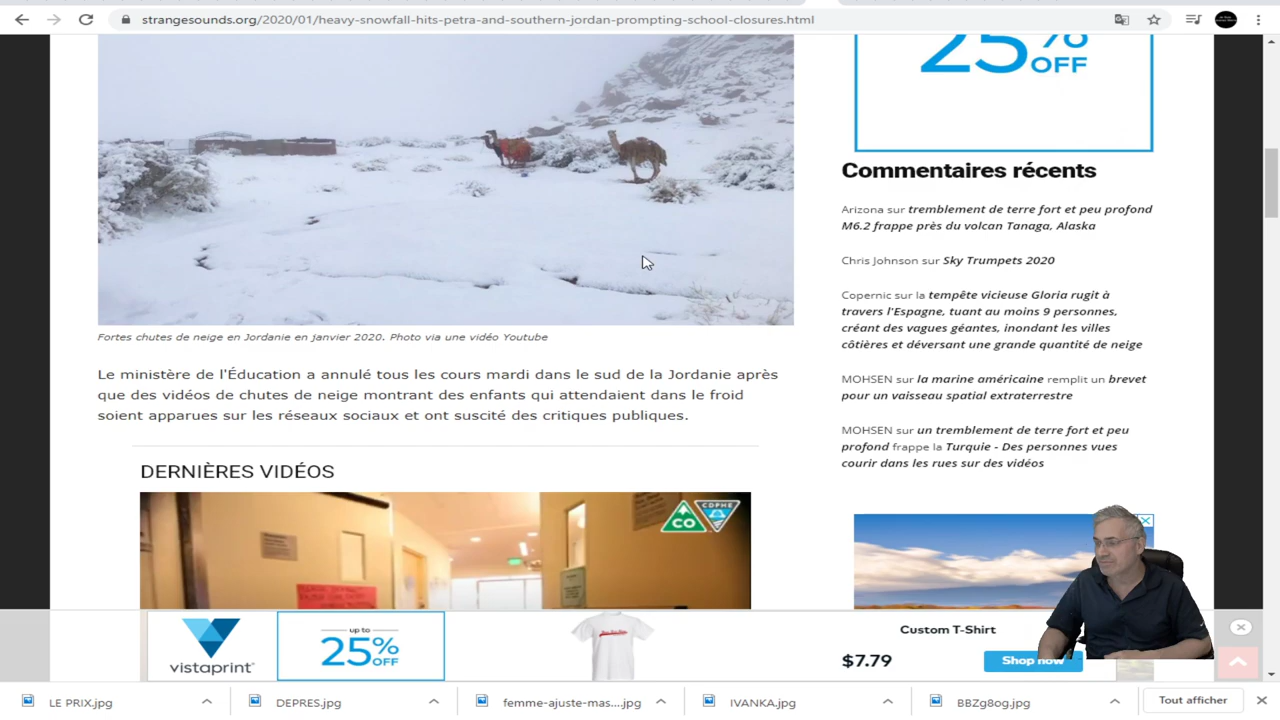 strangesounds.org/2020/01/heavy-snowfall-hits-petra-and-southern-jordan-prompting-school-closures.html
25%
OFF
Fortes chutes de neige en Jordanie en janvier 2020. Photo via une vidéo Youtube
Le ministère de l'Éducation a annulé tous les cours mardi dans le sud de la Jordanie après
que des vidéos de chutes de neige montrant des enfants qui attendaient dans le froid
soient apparues sur les réseaux sociaux et ont suscité des critiques publiques.
DERNIÈRES VIDÉOS
CO
CDPHE
Commentaires récents
Arizona sur tremblement de terre fort et peu profond
M6.2 frappe près du volcan Tanaga, Alaska
Chris Johnson sur Sky Trumpets 2020
Copernic sur la tempête vicieuse Gloria rugit à
travers l'Espagne, tuant au moins 9 personnes,
créant des vagues géantes, inondant les villes
côtières et déversant une grande quantité de neige
MOHSEN sur la marine américaine remplit un brevet
pour un vaisseau spatial extraterrestre
MOHSEN sur un tremblement de terre fort et peu
profond frappe la Turquie - Des personnes vues
courir dans les rues sur des vidéos
vistaprint
up to
25%
OFF
Custom T-Shirt
$7.79
Shop now
LE PRIX.jpg
DEPRES.jpg
femme-ajuste-mas....jpg
IVANKA.jpg
BBZg8og.jpg
Tout afficher